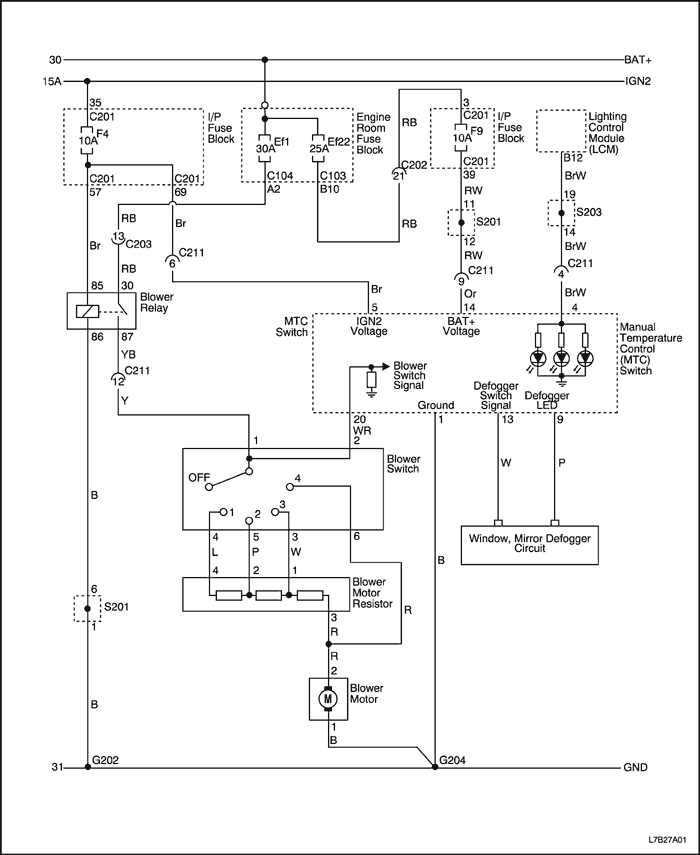 30 BAT+
15A IGN2
35 3
C201 I/P Fuse Block
F4
10A
C201 C201
57 69
Engine Room Fuse Block
Ef1
30A
Ef22
25A
C104 C103
A2 B10
RB
C202
21
RB
C201
F9
10A
I/P Fuse Block
C201
39
RW
11
S201
12
RW
C211
9
Or
14
Lighting Control Module (LCM)
B12
BrW
19
S203
14
BrW
C211
4
BrW
4
RB
13
C203
RB
Br
Br
C211
6
Br
5
85 30
Blower Relay
86 87
YB
C211
12
Y
MTC Switch
IGN2 Voltage
BAT+ Voltage
Manual Temperature Control (MTC) Switch
Blower Switch Signal
Ground
Defogger Switch Signal
Defogger LED
20 1 13 9
WR
1 2
Blower Switch
OFF
4
1 2 3
4 5 3 6
L P W
4 2 1
Blower Motor Resistor
3
R
R
R
2
M
Blower Motor
1
B
W P
Window, Mirror Defogger
Circuit
B
B
6
S201
1
B
31 G202 G204 GND
L7B27A01